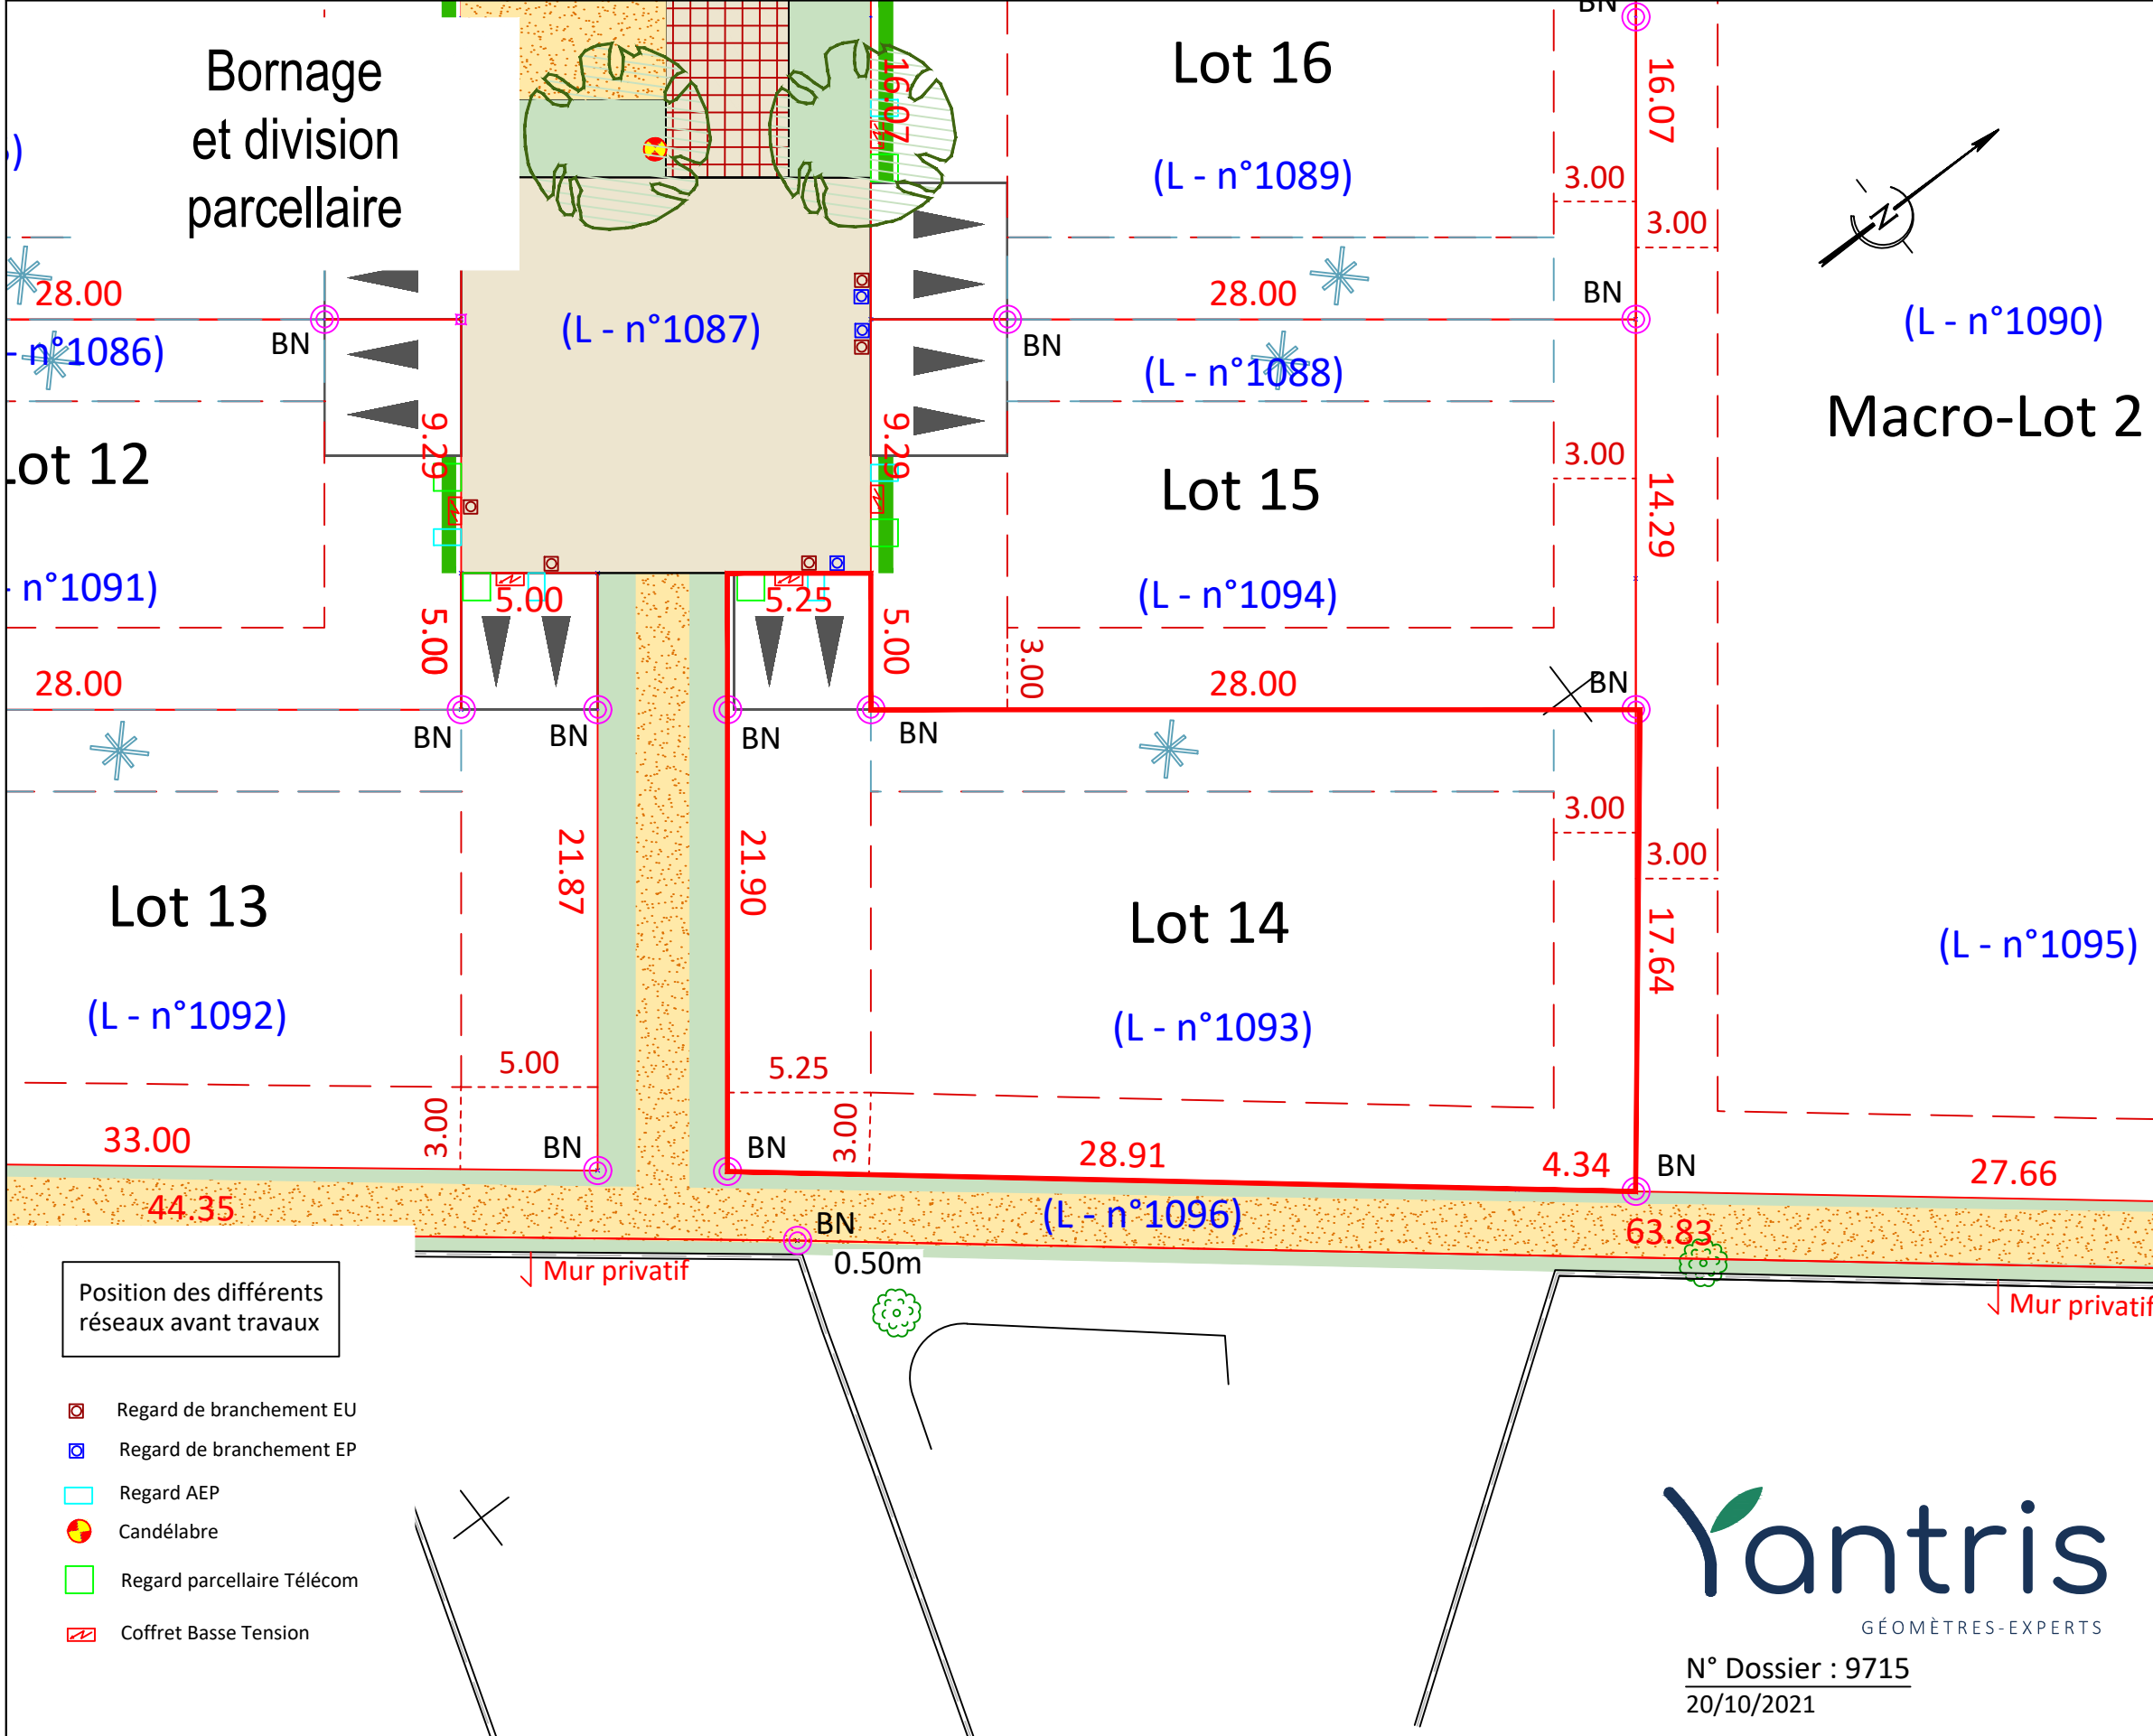 Bornage
et division
parcellaire
BN
Lot 16
16.07
16.07
(L - n°1089)
3.00
3.00
N
28.00
28.00
BN
(L - n°1087)
(L - n°1090)
- n°1086)
BN
BN
(L - n°1088)
Macro-Lot 2
9.29
9.29
ot 12
3.00
Lot 15
14.29
- n°1091)
(L - n°1094)
5.00
5.25
5.00
5.00
3.00
28.00
28.00
BN
BN
BN
BN
BN
3.00
3.00
21.87
21.90
Lot 13
Lot 14
17.64
(L - n°1095)
(L - n°1092)
(L - n°1093)
5.00
5.25
3.00
3.00
33.00
BN
BN
28.91
4.34
BN
27.66
44.35
BN
(L - n°1096)
63.83
0.50m
Mur privatif
Mur privatif
Position des différents
réseaux avant travaux
Regard de branchement EU
Regard de branchement EP
Regard AEP
Candélabre
Regard parcellaire Télécom
Coffret Basse Tension
Yantris
GÉOMÈTRES-EXPERTS
N° Dossier : 9715
20/10/2021